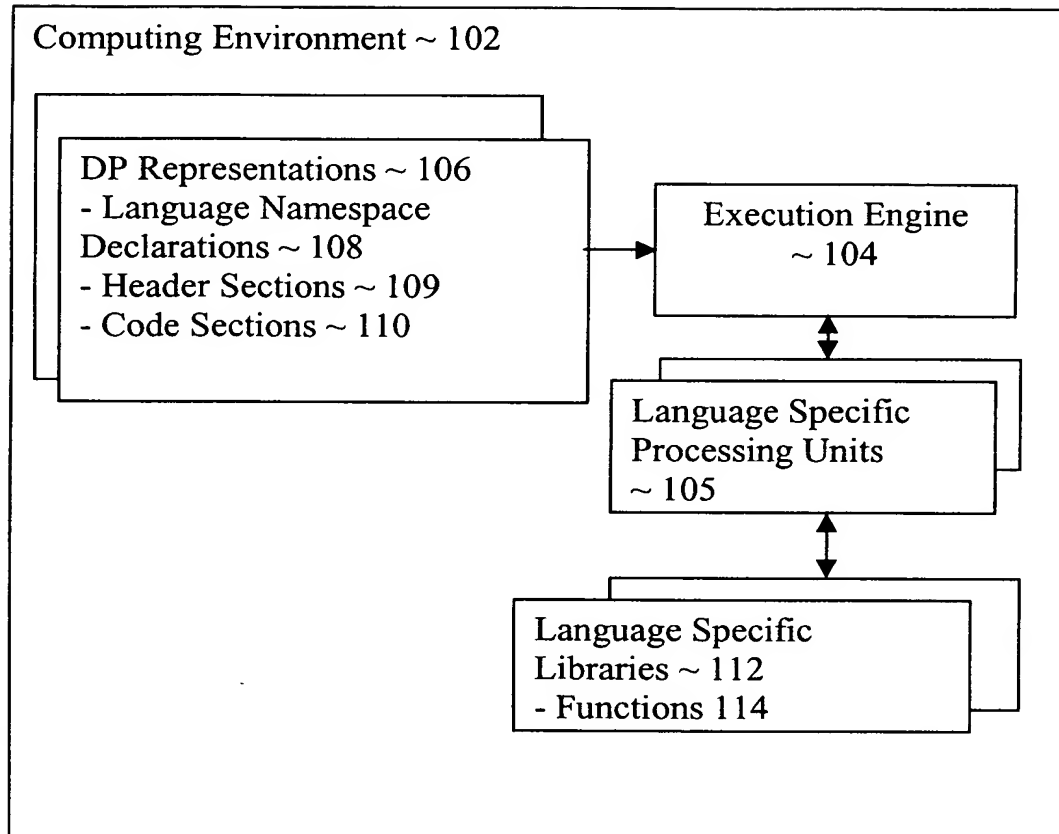 Computing Environment ~ 102
DP Representations ~ 106
- Language Namespace
Declarations ~ 108
- Header Sections ~ 109
- Code Sections ~ 110
Execution Engine
~ 104
Language Specific
Processing Units
~ 105
Language Specific
Libraries ~ 112
- Functions 114